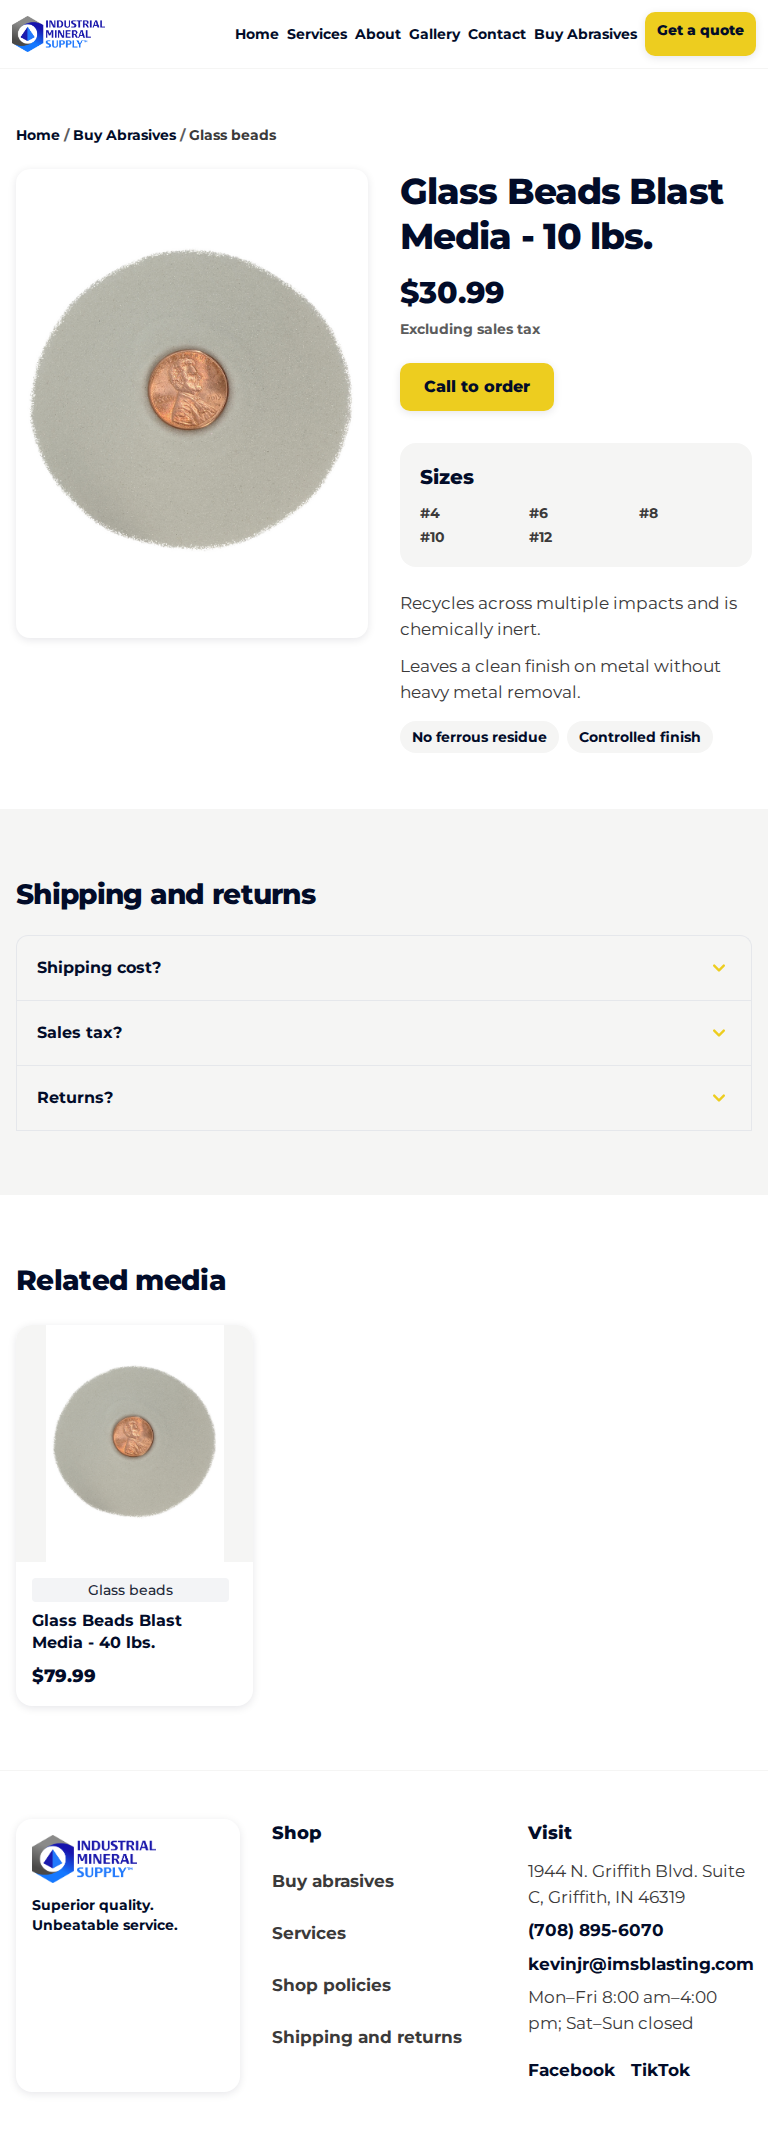 INDUSTRIAL
MINERAL
SUPPLY™
Home Services About Gallery Contact Buy Abrasives Get a quote
Home / Buy Abrasives / Glass beads
Glass Beads Blast
Media - 10 lbs.
$30.99
Excluding sales tax
Call to order
Sizes
#4 #6 #8
#10 #12
Recycles across multiple impacts and is
chemically inert.
Leaves a clean finish on metal without
heavy metal removal.
No ferrous residue Controlled finish
Shipping and returns
Shipping cost?
Sales tax?
Returns?
Related media
Glass beads
Glass Beads Blast
Media - 40 lbs.
$79.99
INDUSTRIAL
MINERAL
SUPPLY™
Superior quality.
Unbeatable service.
Shop
Buy abrasives
Services
Shop policies
Shipping and returns
Visit
1944 N. Griffith Blvd. Suite
C, Griffith, IN 46319
(708) 895-6070
kevinjr@imsblasting.com
Mon–Fri 8:00 am–4:00
pm; Sat–Sun closed
Facebook TikTok